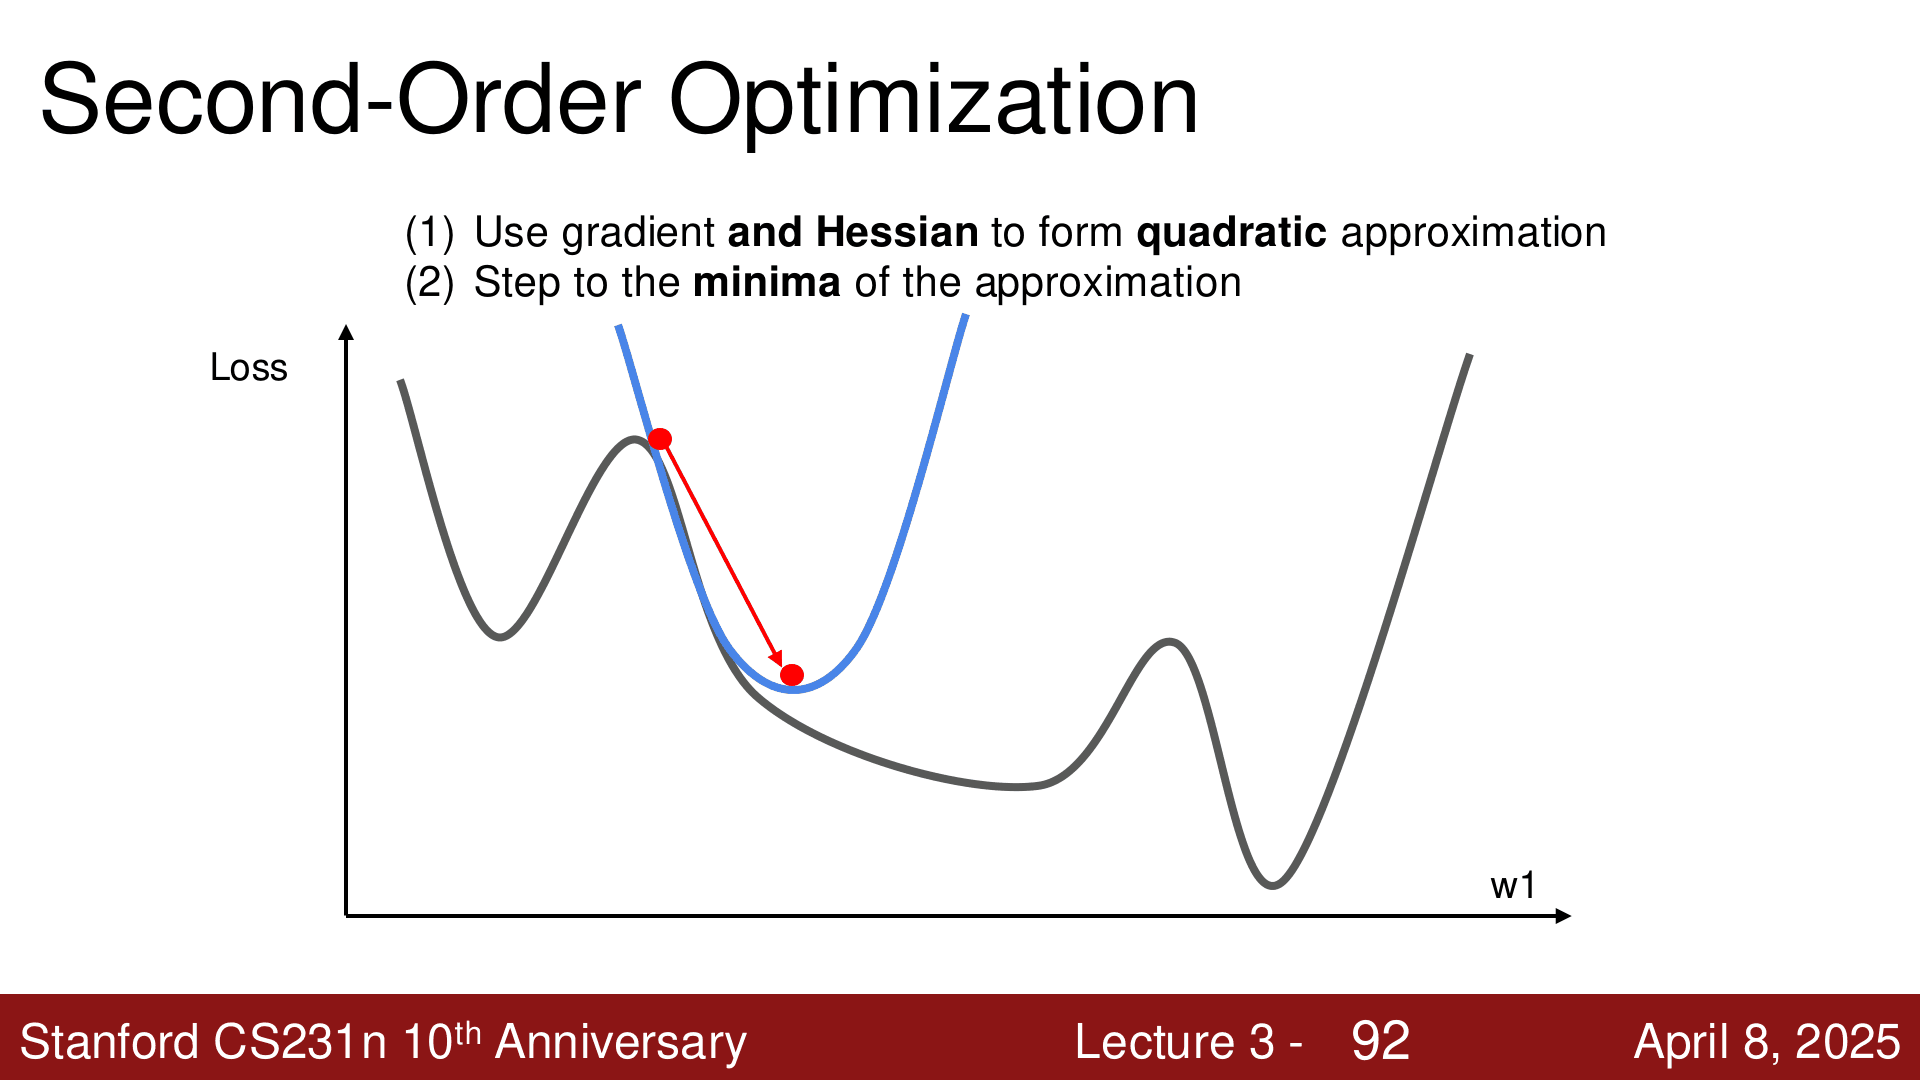 Second-Order Optimization
(1) Use gradient and Hessian to form quadratic approximation
(2) Step to the minima of the approximation
Loss
w1
Stanford CS231n 10th Anniversary
Lecture 3 - 92
April 8, 2025